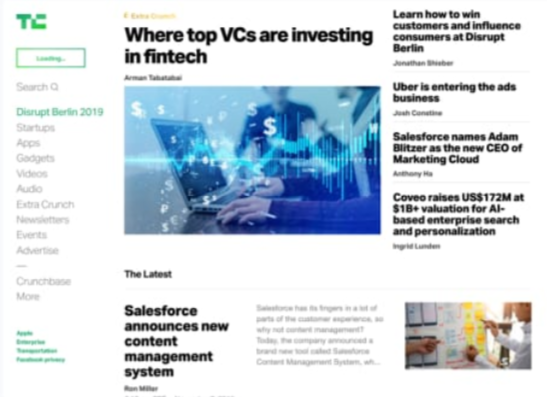 TC
Loading...
Search
Disrupt Berlin 2019
Startups
Apps
Gadgets
Videos
Audio
Extra Crunch
Newsletters
Events
Advertise
—
Crunchbase
More
Apple
Enterprise
Transportation
Facebook privacy
Extra Crunch
Where top VCs are investing
in fintech
Arman Tabatabai
Learn how to win
customers and influence
consumers at Disrupt
Berlin
Jonathan Shieber
Uber is entering the ads
business
Josh Constine
Salesforce names Adam
Blitzer as the new CEO of
Marketing Cloud
Anthony Ha
Coveo raises US$172M at
$1B+ valuation for AI-
based enterprise search
and personalization
Ingrid Lunden
The Latest
Salesforce
announces new
content
management
system
Ron Miller
Salesforce has its fingers in a lot of
parts of the customer experience, so
why not content management?
Today, the company announced a
brand new tool called Salesforce
Content Management System, wh...